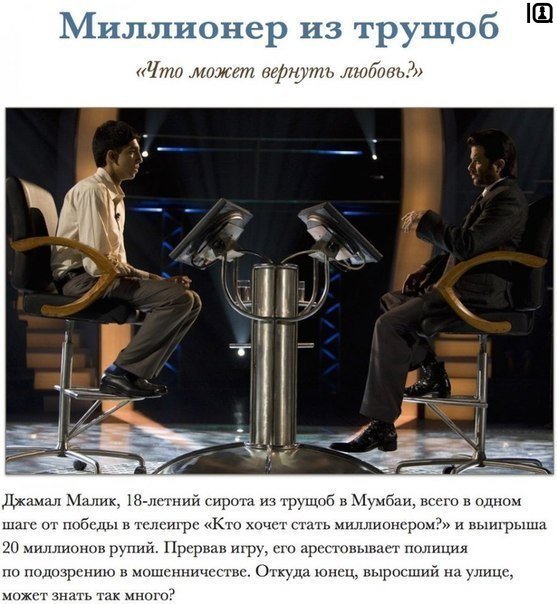 Миллионер из трущоб
«Что может вернуть любовь?»
Джамал Малик, 18-летний сирота из трущоб в Мумбаи, всего в одном
шаге от победы в телеигре «Кто хочет стать миллионером?» и выигрыша
20 миллионов рупий. Прервав игру, его арестовывает полиция
по подозрению в мошенничестве. Откуда юнец, выросший на улице,
может знать так много?